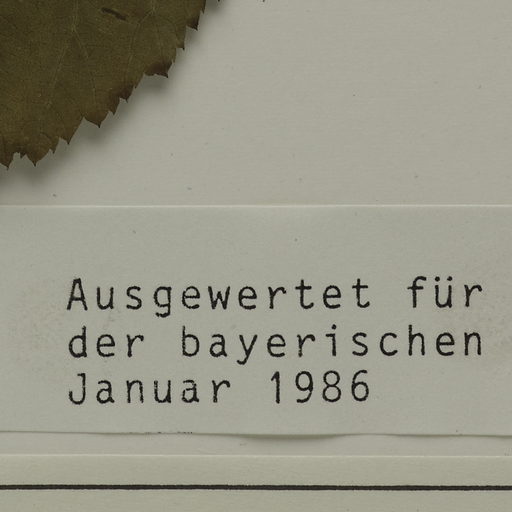 Ausgewertet für
der bayerischen
Januar 1986